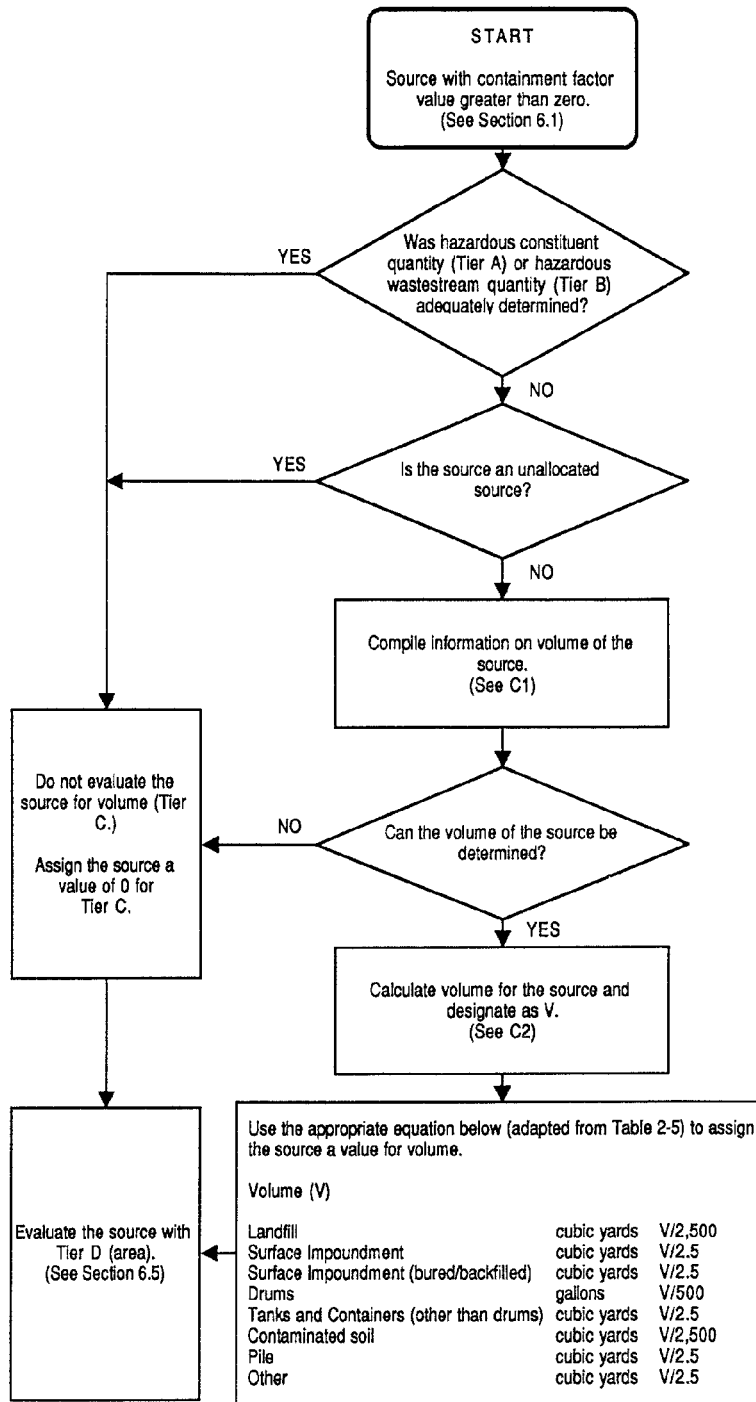 START
Source with containment factor
value greater than zero.
(See Section 6.1)
YES
Was hazardous constituent
quantity (Tier A) or hazardous
wastestream quantity (Tier B)
adequately determined?
NO
YES
Is the source an unallocated
source?
NO
Compile information on volume of the
source.
(See C1)
Do not evaluate the
source for volume (Tier
C.)
Assign the source a
value of 0 for
Tier C.
NO
Can the volume of the source be
determined?
YES
Calculate volume for the source and
designate as V.
(See C2)
Evaluate the source with
Tier D (area).
(See Section 6.5)
Use the appropriate equation below (adapted from Table 2-5) to assign
the source a value for volume.
Volume (V)
Landfill cubic yards V/2,500
Surface Impoundment cubic yards V/2.5
Surface Impoundment (bured/backfilled) cubic yards V/2.5
Drums gallons V/500
Tanks and Containers (other than drums) cubic yards V/2.5
Contaminated soil cubic yards V/2,500
Pile cubic yards V/2.5
Other cubic yards V/2.5